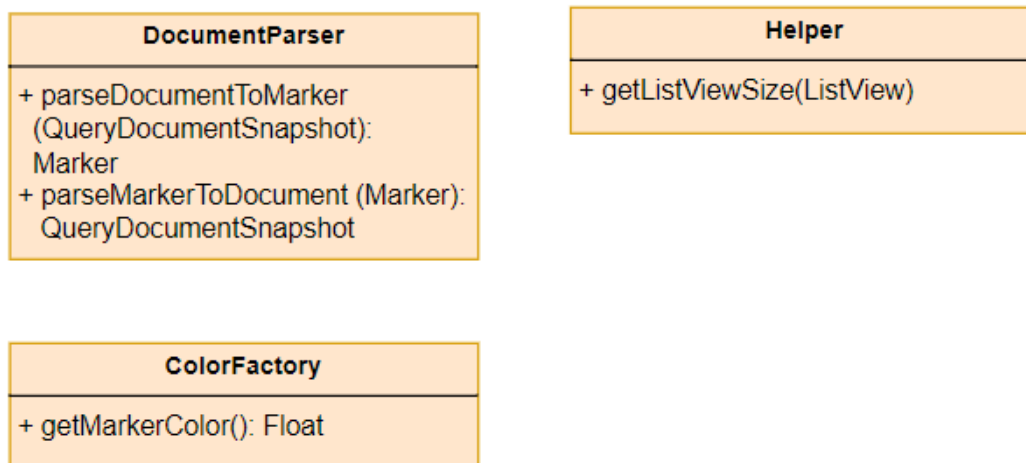 DocumentParser
+ parseDocumentToMarker
(QueryDocumentSnapshot):
Marker
+ parseMarkerToDocument (Marker):
QueryDocumentSnapshot
Helper
+ getListViewSize(ListView)
ColorFactory
+ getMarkerColor(): Float